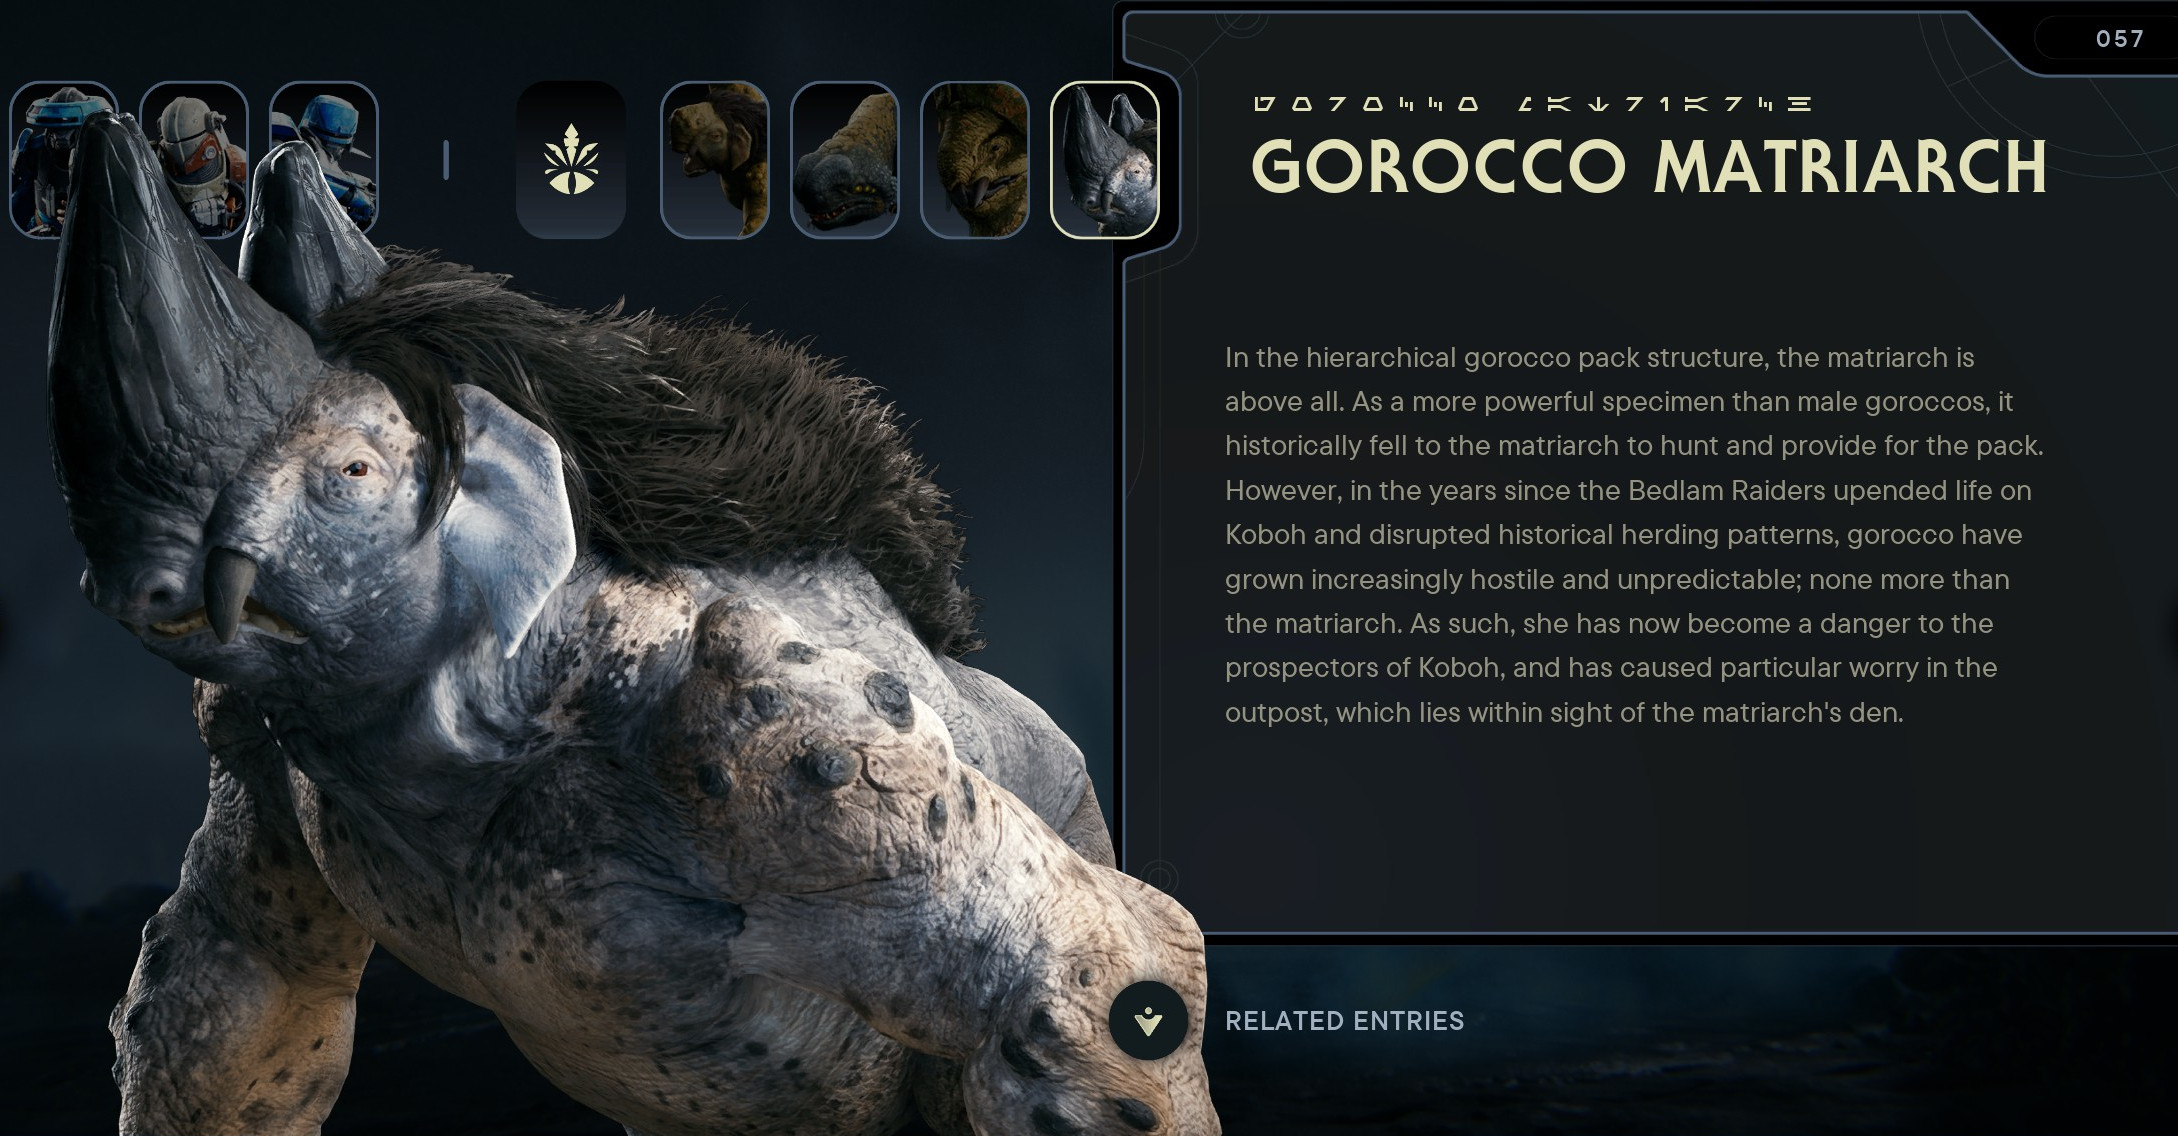 057
GOROCCO MATRIARCH
In the hierarchical gorocco pack structure, the matriarch is
above all. As a more powerful specimen than male goroccos, it
historically fell to the matriarch to hunt and provide for the pack.
However, in the years since the Bedlam Raiders upended life on
Koboh and disrupted historical herding patterns, gorocco have
grown increasingly hostile and unpredictable; none more than
the matriarch. As such, she has now become a danger to the
prospectors of Koboh, and has caused particular worry in the
outpost, which lies within sight of the matriarch's den.
RELATED ENTRIES